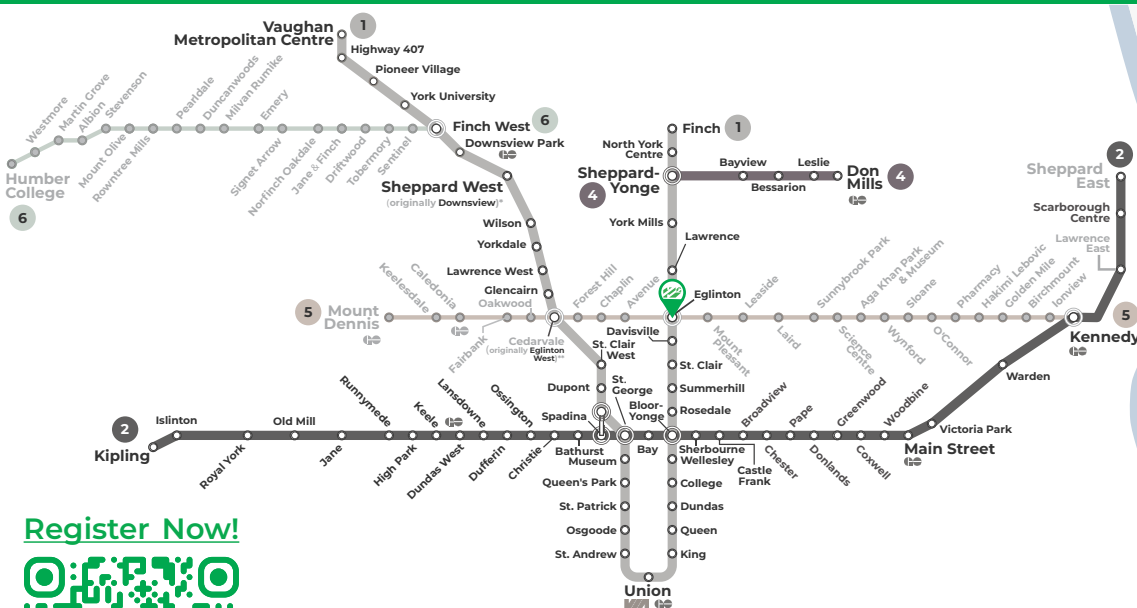 Vaughan
Metropolitan Centre
1
Highway 407
Pioneer Village
York University
Finch West
6
Downsview Park
Sheppard West
(originally Downsview)*
Wilson
Yorkdale
Lawrence West
Glencairn
Cedarvale
(originally Eglinton
West)**
St. Clair
West
Dupont
Spadina
St.
George
Museum
Queen's Park
St. Patrick
Osgoode
St. Andrew
Union
VIA
GO
Humber
College
6
Westmore
Martin Grove
Albion
Stevenson
Mount Olive
Rowntree Mills
Pearldale
Duncanwoods
Milvan Rumike
Emery
Signet Arrow
Norfinch Oakdale
Jane & Finch
Driftwood
Tobermory
Sentinel
Finch
1
North York
Centre
Sheppard-
Yonge
4
Bayview
Bessarion
Leslie
Don
Mills
4
York Mills
Lawrence
Eglinton
Davisville
St. Clair
Summerhill
Rosedale
Bloor-
Yonge
Wellesley
College
Dundas
Queen
King
5
Mount
Dennis
Keelesdale
Caledonia
Fairbank
Oakwood
Forest Hill
Chaplin
Avenue
Mount
Pleasant
Leaside
Laird
Sunnybrook Park
Science
Centre
Aga Khan Park
& Museum
Wynford
Sloane
O'Connor
Pharmacy
Hakimi Lebovic
Golden Mile
Birchmount
Ionview
5
Kennedy
2
Sheppard
East
Scarborough
Centre
Lawrence
East
2
Kipling
Islinton
Royal York
Old Mill
Jane
Runnymede
High Park
Keele
Dundas West
Lansdowne
Dufferin
Ossington
Christie
Bathurst
Bay
Sherbourne
Castle
Frank
Broadview
Chester
Pape
Donlands
Greenwood
Coxwell
Woodbine
Main Street
Victoria Park
Warden
Register Now!